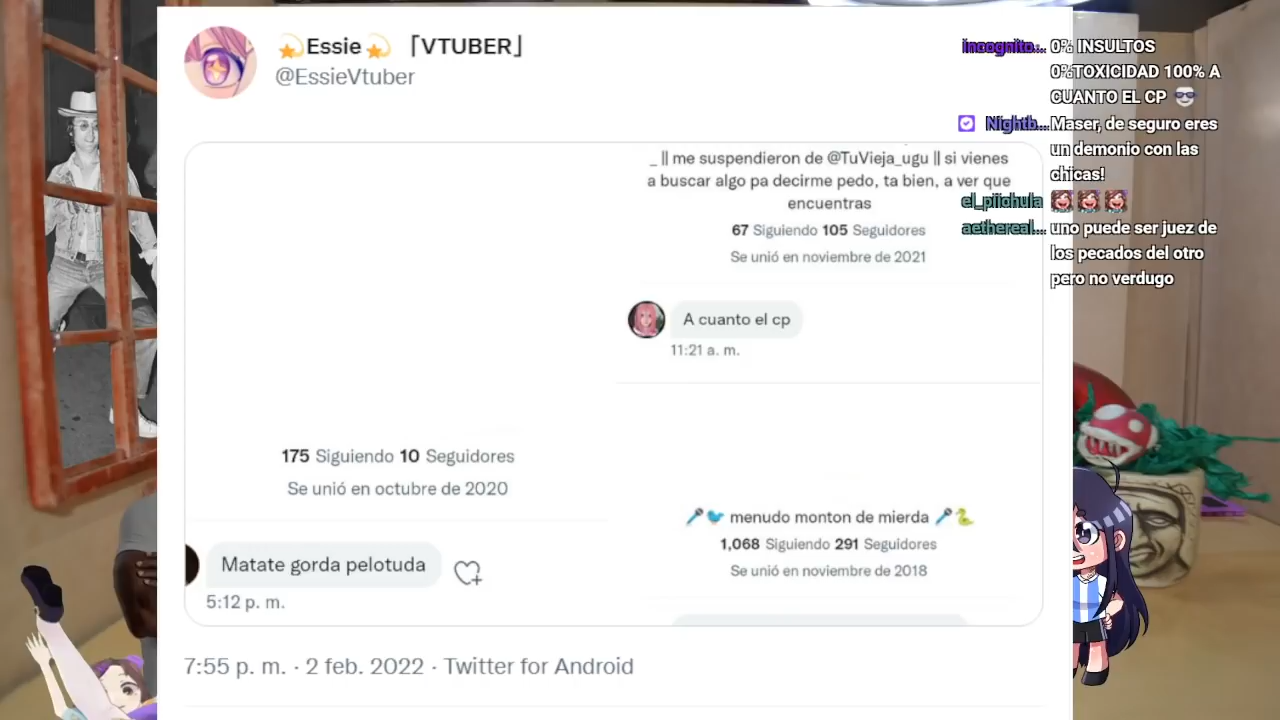 💫Essie💫 「VTUBER」
@EssieVtuber
_ || me suspendieron de @TuVieja_ugu || si vienes
a buscar algo pa decirme pedo, ta bien, a ver que
encuentras
67 Siguiendo 105 Seguidores
Se unió en noviembre de 2021
A cuanto el cp
11:21 a. m.
175 Siguiendo 10 Seguidores
Se unió en octubre de 2020
Matate gorda pelotuda
5:12 p. m.
🎤🐦 menudo monton de mierda 🎤🐍
1,068 Siguiendo 291 Seguidores
Se unió en noviembre de 2018
7:55 p. m. · 2 feb. 2022 · Twitter for Android
incognito... 0% INSULTOS
0%TOXICIDAD 100% A
CUANTO EL CP
Nightb... Maser, de seguro eres
un demonio con las
chicas!
el_piichula
aethereal... uno puede ser juez de
los pecados del otro
pero no verdugo